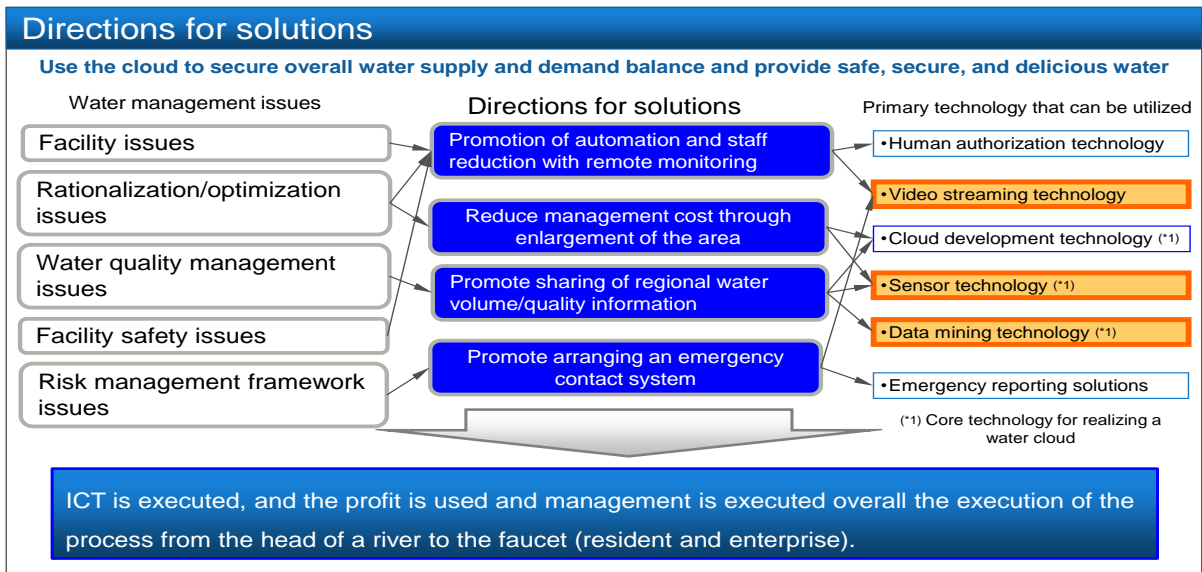 Directions for solutions
Use the cloud to secure overall water supply and demand balance and provide safe, secure, and delicious water
Water management issues
Facility issues
Rationalization/optimization
issues
Water quality management
issues
Facility safety issues
Risk management framework
issues
Directions for solutions
Promotion of automation and staff
reduction with remote monitoring
Reduce management cost through
enlargement of the area
Promote sharing of regional water
volume/quality information
Promote arranging an emergency
contact system
Primary technology that can be utilized
•Human authorization technology
•Video streaming technology
•Cloud development technology (*1)
•Sensor technology (*1)
•Data mining technology (*1)
•Emergency reporting solutions
(*1) Core technology for realizing a
water cloud
ICT is executed, and the profit is used and management is executed overall the execution of the
process from the head of a river to the faucet (resident and enterprise).